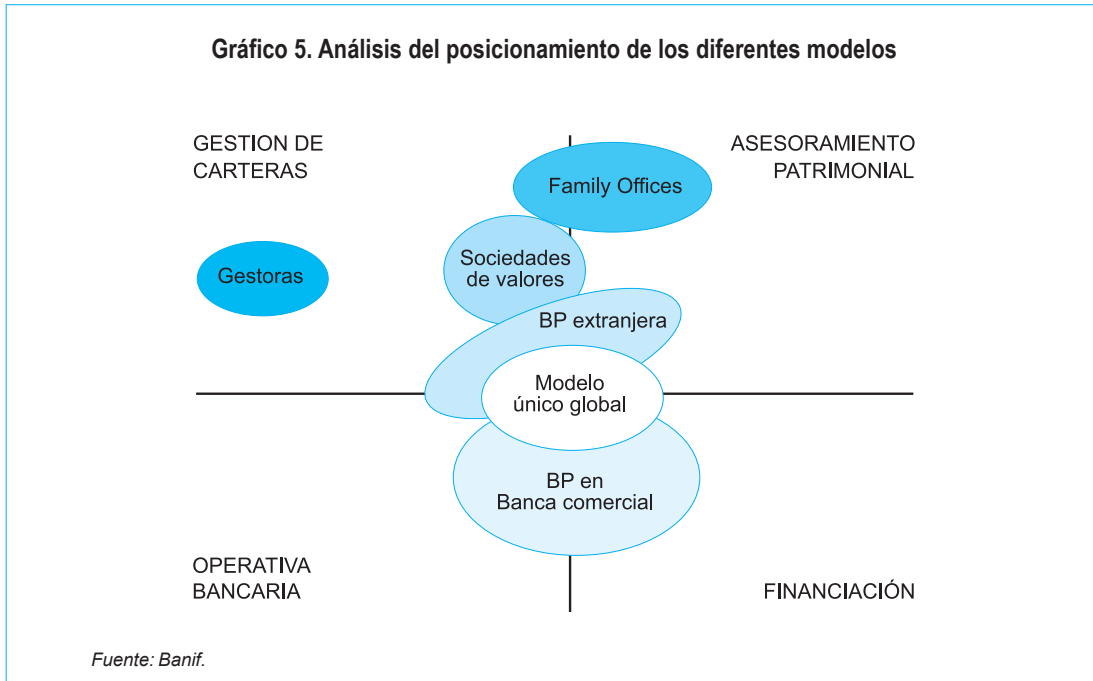 Gráfico 5. Análisis del posicionamiento de los diferentes modelos
GESTION DE
CARTERAS
ASESORAMIENTO
PATRIMONIAL
Family Offices
Sociedades
de valores
Gestoras
BP extranjera
Modelo
único global
BP en
Banca comercial
OPERATIVA
BANCARIA
FINANCIACIÓN
Fuente: Banif.